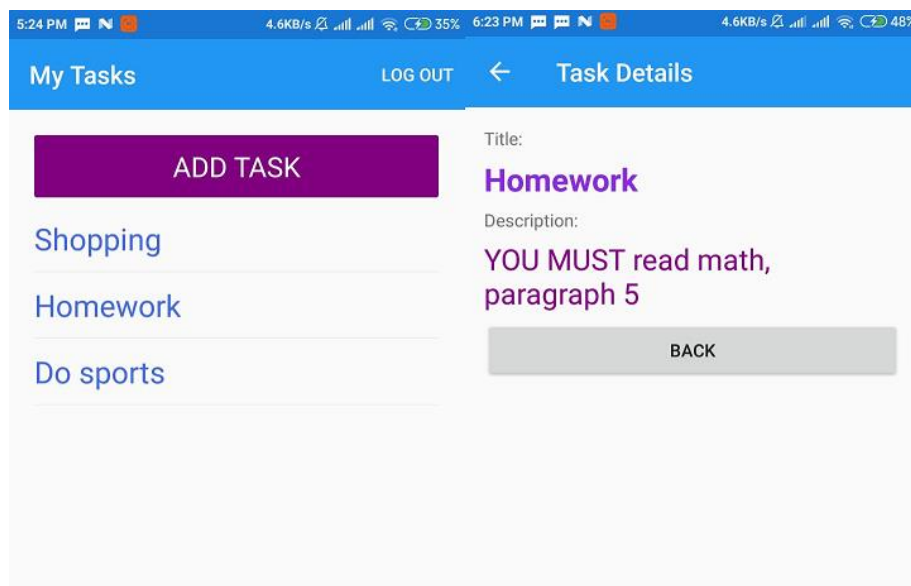 5:24 PM
4.6KB/s 35%
My Tasks
LOG OUT
ADD TASK
Shopping
Homework
Do sports
6:23 PM
4.6KB/s 48%
Task Details
Title:
Homework
Description:
YOU MUST read math,
paragraph 5
BACK